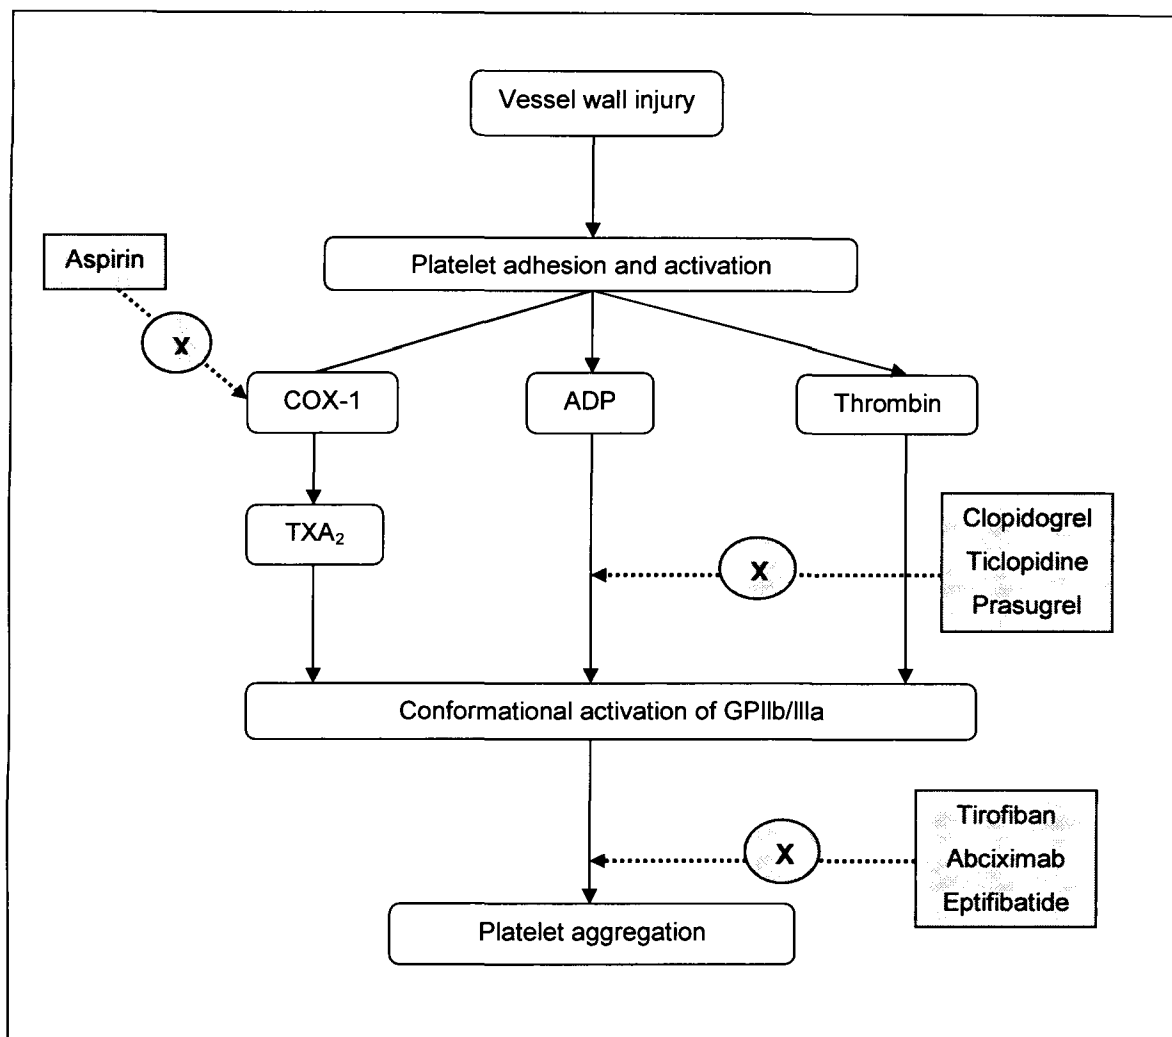 Vessel wall injury
Aspirin
Platelet adhesion and activation
X
COX-1
ADP
Thrombin
TXA₂
Clopidogrel
Ticlopidine
Prasugrel
X
Conformational activation of GPIIb/IIIa
Tirofiban
Abciximab
Eptifibatide
X
Platelet aggregation